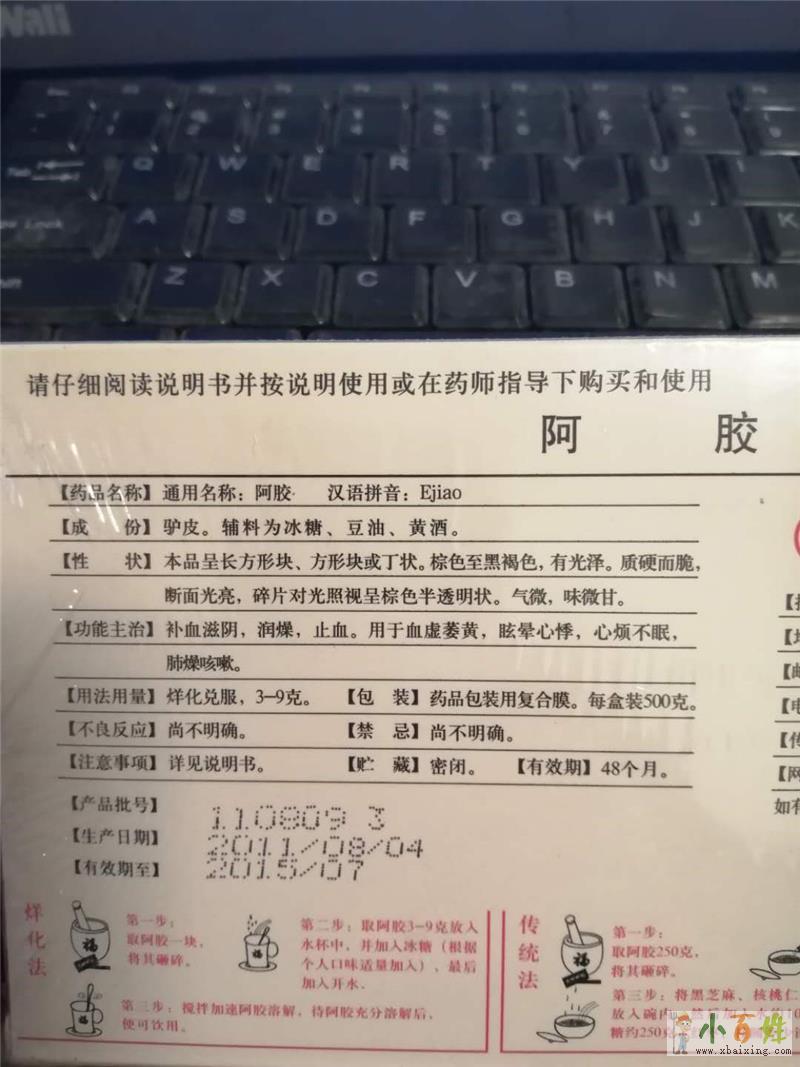 Wali
Q W E R T Y U I
A S D F G H J K
Z X C V B N M
请仔细阅读说明书并按说明使用或在药师指导下购买和使用
阿 胶
【药品名称】通用名称：阿胶 汉语拼音：Ejiao
【成 份】驴皮。辅料为冰糖、豆油、黄酒。
【性 状】本品呈长方形块、方形块或丁状。棕色至黑褐色，有光泽。质硬而脆，
断面光亮，碎片对光照视呈棕色半透明状。气微，味微甘。
【功能主治】补血滋阴，润燥，止血。用于血虚萎黄，眩晕心悸，心烦不眠，
肺燥咳嗽。
【用法用量】烊化兑服，3-9克。 【包 装】药品包装用复合膜。每盒装500克。
【不良反应】尚不明确。 【禁 忌】尚不明确。
【注意事项】详见说明书。 【贮 藏】密闭。 【有效期】48个月。
【产品批号】 110809 3
【生产日期】 2011/08/04
【有效期至】 2015/07
如有
烊化法
第一步：
取阿胶一块，
将其砸碎。
第二步：取阿胶3-9克放入
水杯中，并加入冰糖（根据
个人口味适量加入）、最后
加入开水.
第三步：搅拌加速阿胶溶解，待阿胶充分溶解后，
便可饮用。
传统法
第一步：
取阿胶250克，
将其砸碎。
第三步：将黑芝麻、核桃仁
放入碗内
糖约250克
福
福
小百姓
www.xbaixing.com